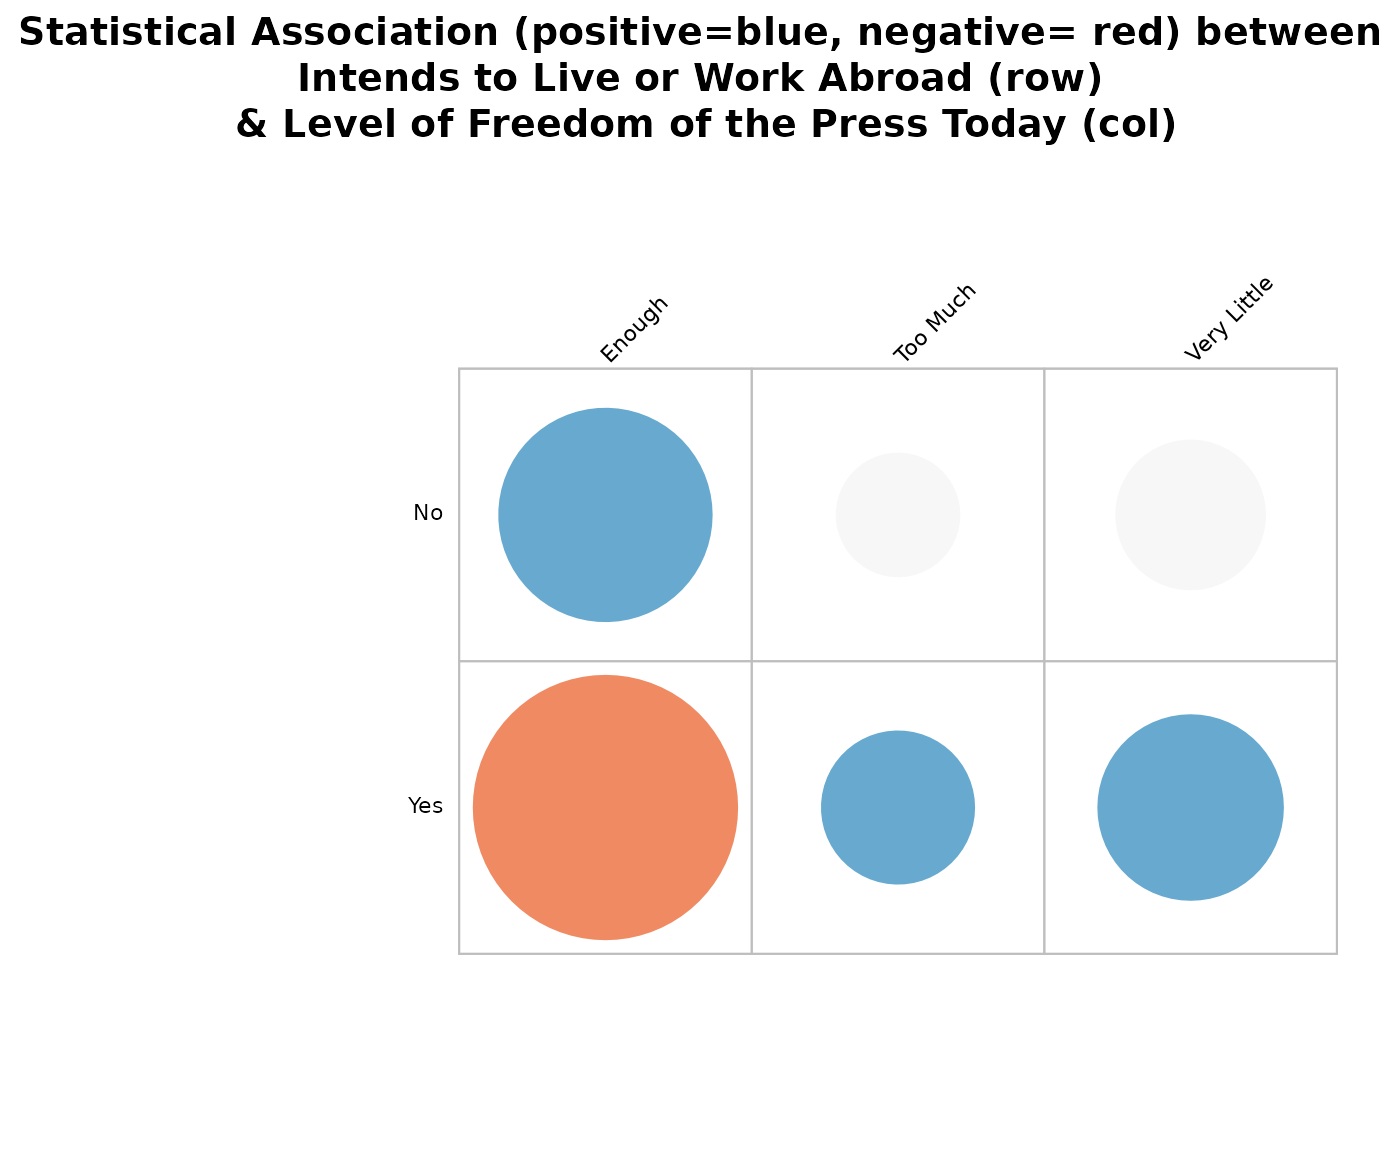 Statistical Association (positive=blue, negative= red) between
Intends to Live or Work Abroad (row)
& Level of Freedom of the Press Today (col)
Enough
Too Much
Very Little
No
Yes